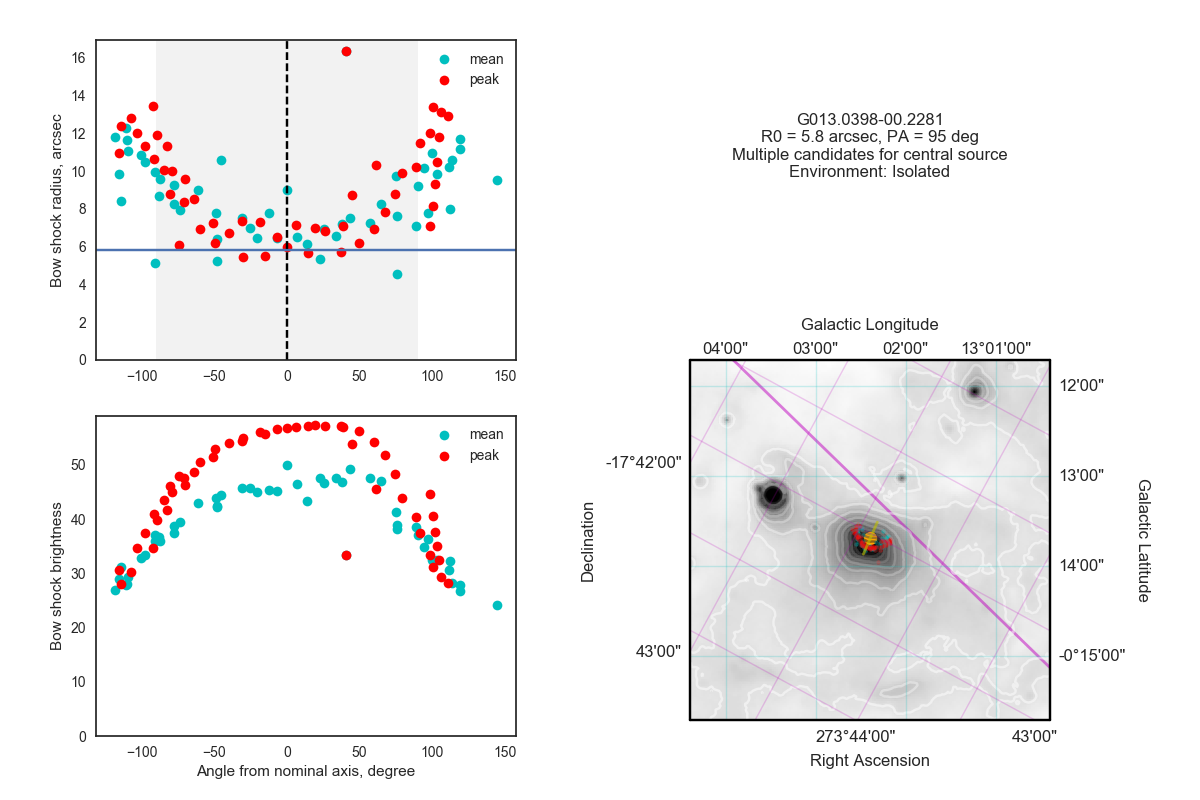 16
14
12
10
8
6
4
2
0
Bow shock radius, arcsec
mean
peak
−100
−50
0
50
100
150
50
40
30
20
10
0
Bow shock brightness
mean
peak
−100
−50
0
50
100
150
Angle from nominal axis, degree
G013.0398-00.2281
R0 = 5.8 arcsec, PA = 95 deg
Multiple candidates for central source
Environment: Isolated
Galactic Longitude
04'00"
03'00"
02'00"
13°01'00"
12'00"
13'00"
14'00"
-0°15'00"
Galactic Latitude
-17°42'00"
43'00"
Declination
273°44'00"
43'00"
Right Ascension